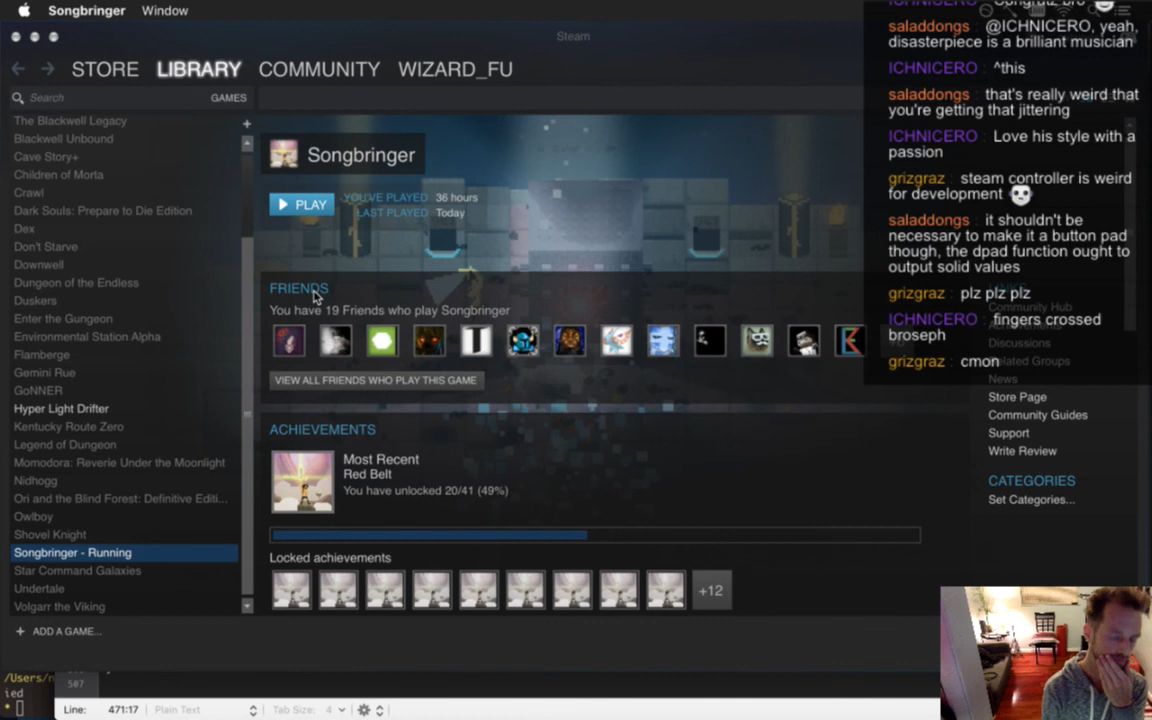 Songbringer Window
Steam
STORE LIBRARY COMMUNITY WIZARD_FU
Search GAMES
The Blackwell Legacy
Blackwell Unbound
Cave Story+
Children of Morta
Crawl
Dark Souls: Prepare to Die Edition
Dex
Don't Starve
Downwell
Dungeon of the Endless
Duskers
Enter the Gungeon
Environmental Station Alpha
Flamberge
Gemini Rue
GoNNER
Hyper Light Drifter
Kentucky Route Zero
Legend of Dungeon
Momodora: Reverie Under the Moonlight
Nidhogg
Ori and the Blind Forest: Definitive Editi...
Owlboy
Shovel Knight
Songbringer - Running
Star Command Galaxies
Undertale
Volgarr the Viking
+ ADD A GAME...
Songbringer
PLAY
YOU'VE PLAYED 36 hours
LAST PLAYED Today
FRIENDS
You have 19 Friends who play Songbringer
VIEW ALL FRIENDS WHO PLAY THIS GAME
ACHIEVEMENTS
Most Recent
Red Belt
You have unlocked 20/41 (49%)
Locked achievements
+12
saladdongs : @ICHNICERO, yeah,
disasterpiece is a brilliant musician
ICHNICERO : ^this
saladdongs : that's really weird that
you're getting that jittering
ICHNICERO : Love his style with a
passion
grizgraz : steam controller is weird
for development
saladdongs : it shouldn't be
necessary to make it a button pad
though, the dpad function ought to
output solid values
grizgraz : plz plz plz
ICHNICERO : fingers crossed
broseph
grizgraz : cmon
Community Hub
Discussions
Related Groups
News
Store Page
Community Guides
Support
Write Review
CATEGORIES
Set Categories...
/Users/n
ied
*
507
Line: 471:17 Plain Text Tab Size: 4